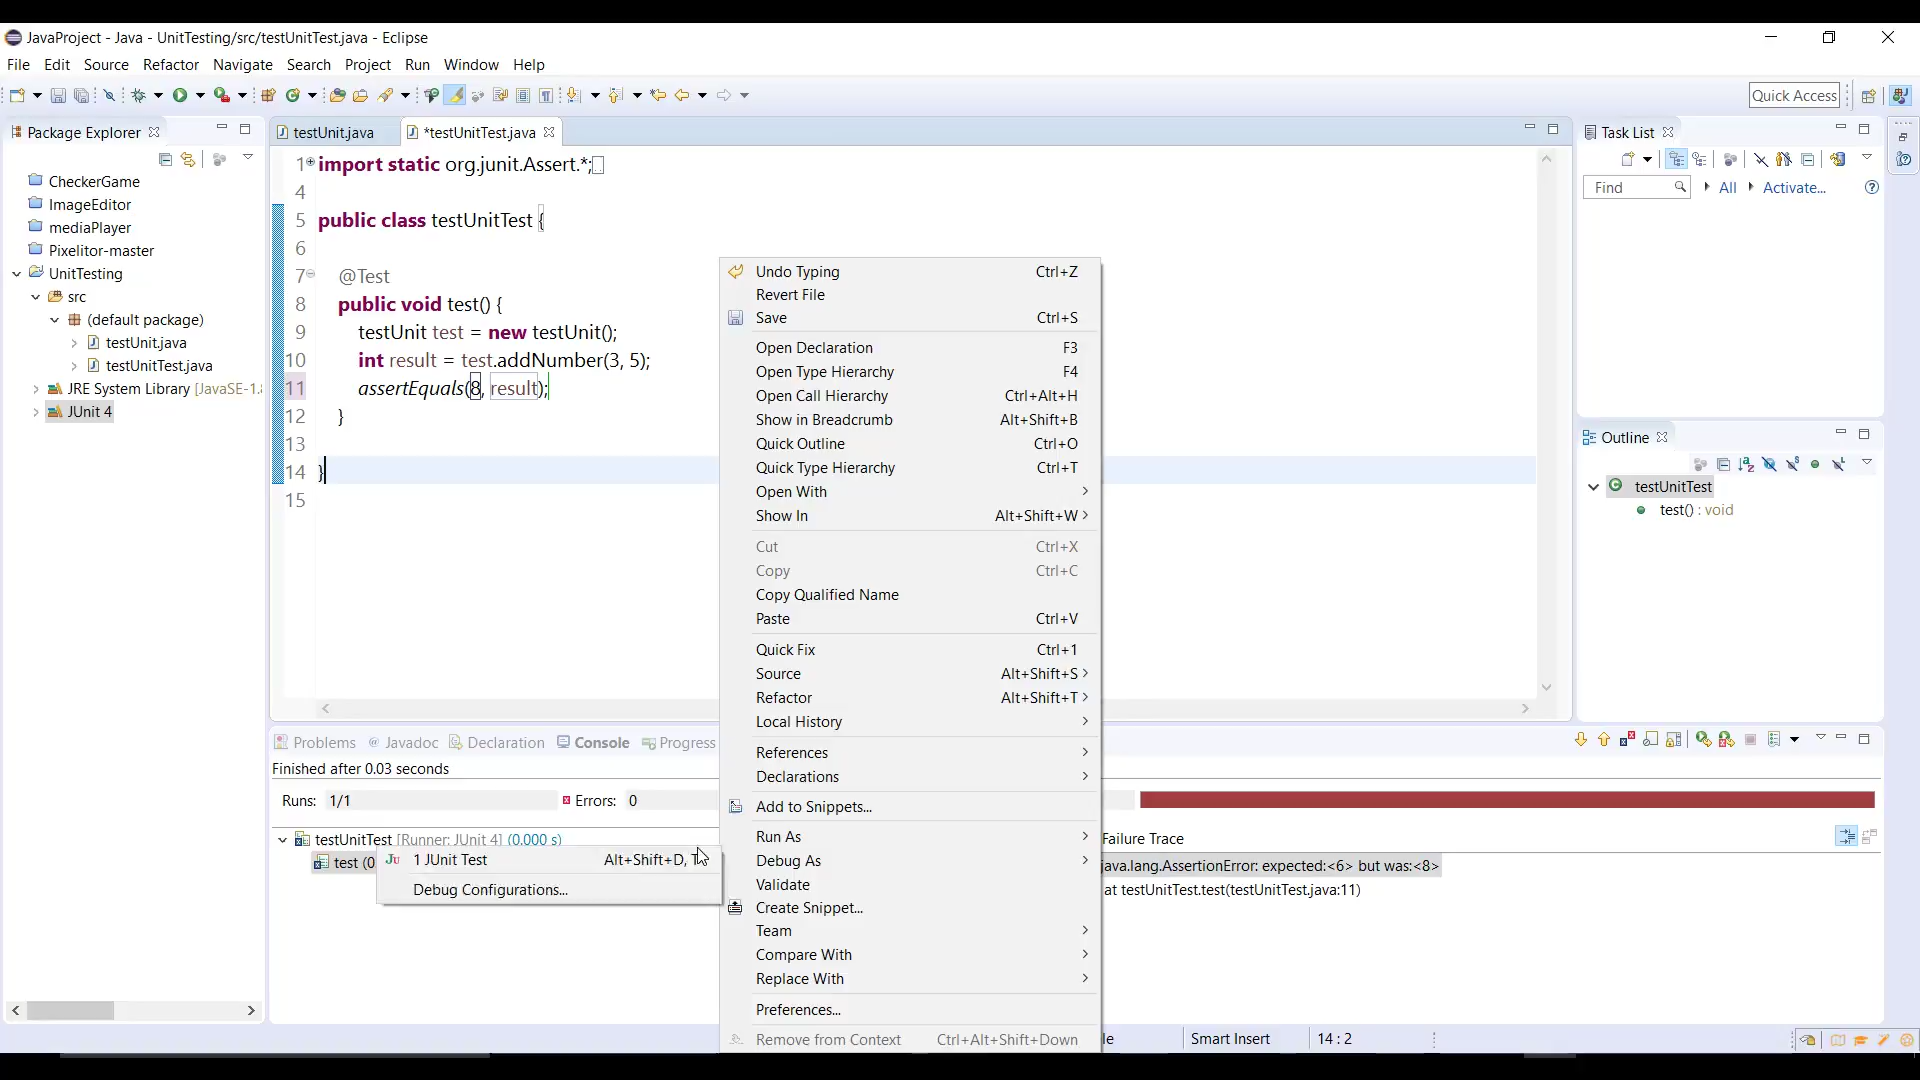 JavaProject - Java - UnitTesting/src/testUnitTest.java - Eclipse
File Edit Source Refactor Navigate Search Project Run Window Help
Quick Access
Package Explorer
CheckerGame
ImageEditor
mediaPlayer
Pixelitor-master
UnitTesting
src
(default package)
testUnit.java
testUnitTest.java
JRE System Library [JavaSE-1.8
JUnit 4
testUnit.java
*testUnitTest.java
1 import static org.junit.Assert.*;
4
5 public class testUnitTest {
6
7 @Test
8 public void test() {
9 testUnit test = new testUnit();
10 int result = test.addNumber(3, 5);
11 assertEquals(8, result);
12 }
13
14 }
15
Undo Typing Ctrl+Z
Revert File
Save Ctrl+S
Open Declaration F3
Open Type Hierarchy F4
Open Call Hierarchy Ctrl+Alt+H
Show in Breadcrumb Alt+Shift+B
Quick Outline Ctrl+O
Quick Type Hierarchy Ctrl+T
Open With
Show In Alt+Shift+W
Cut Ctrl+X
Copy Ctrl+C
Copy Qualified Name
Paste Ctrl+V
Quick Fix Ctrl+1
Source Alt+Shift+S
Refactor Alt+Shift+T
Local History
References
Declarations
Add to Snippets...
Run As
Debug As
Validate
Create Snippet...
Team
Compare With
Replace With
Preferences...
Remove from Context Ctrl+Alt+Shift+Down
Task List
Find All Activate...
Outline
testUnitTest
test() : void
Problems Javadoc Declaration Console Progress
Finished after 0.03 seconds
Runs: 1/1 Errors: 0
testUnitTest [Runner: JUnit 4] (0.000 s)
test (0
1 JUnit Test Alt+Shift+D, T
Debug Configurations...
Failure Trace
java.lang.AssertionError: expected:<6> but was:<8>
at testUnitTest.test(testUnitTest.java:11)
le Smart Insert 14 : 2